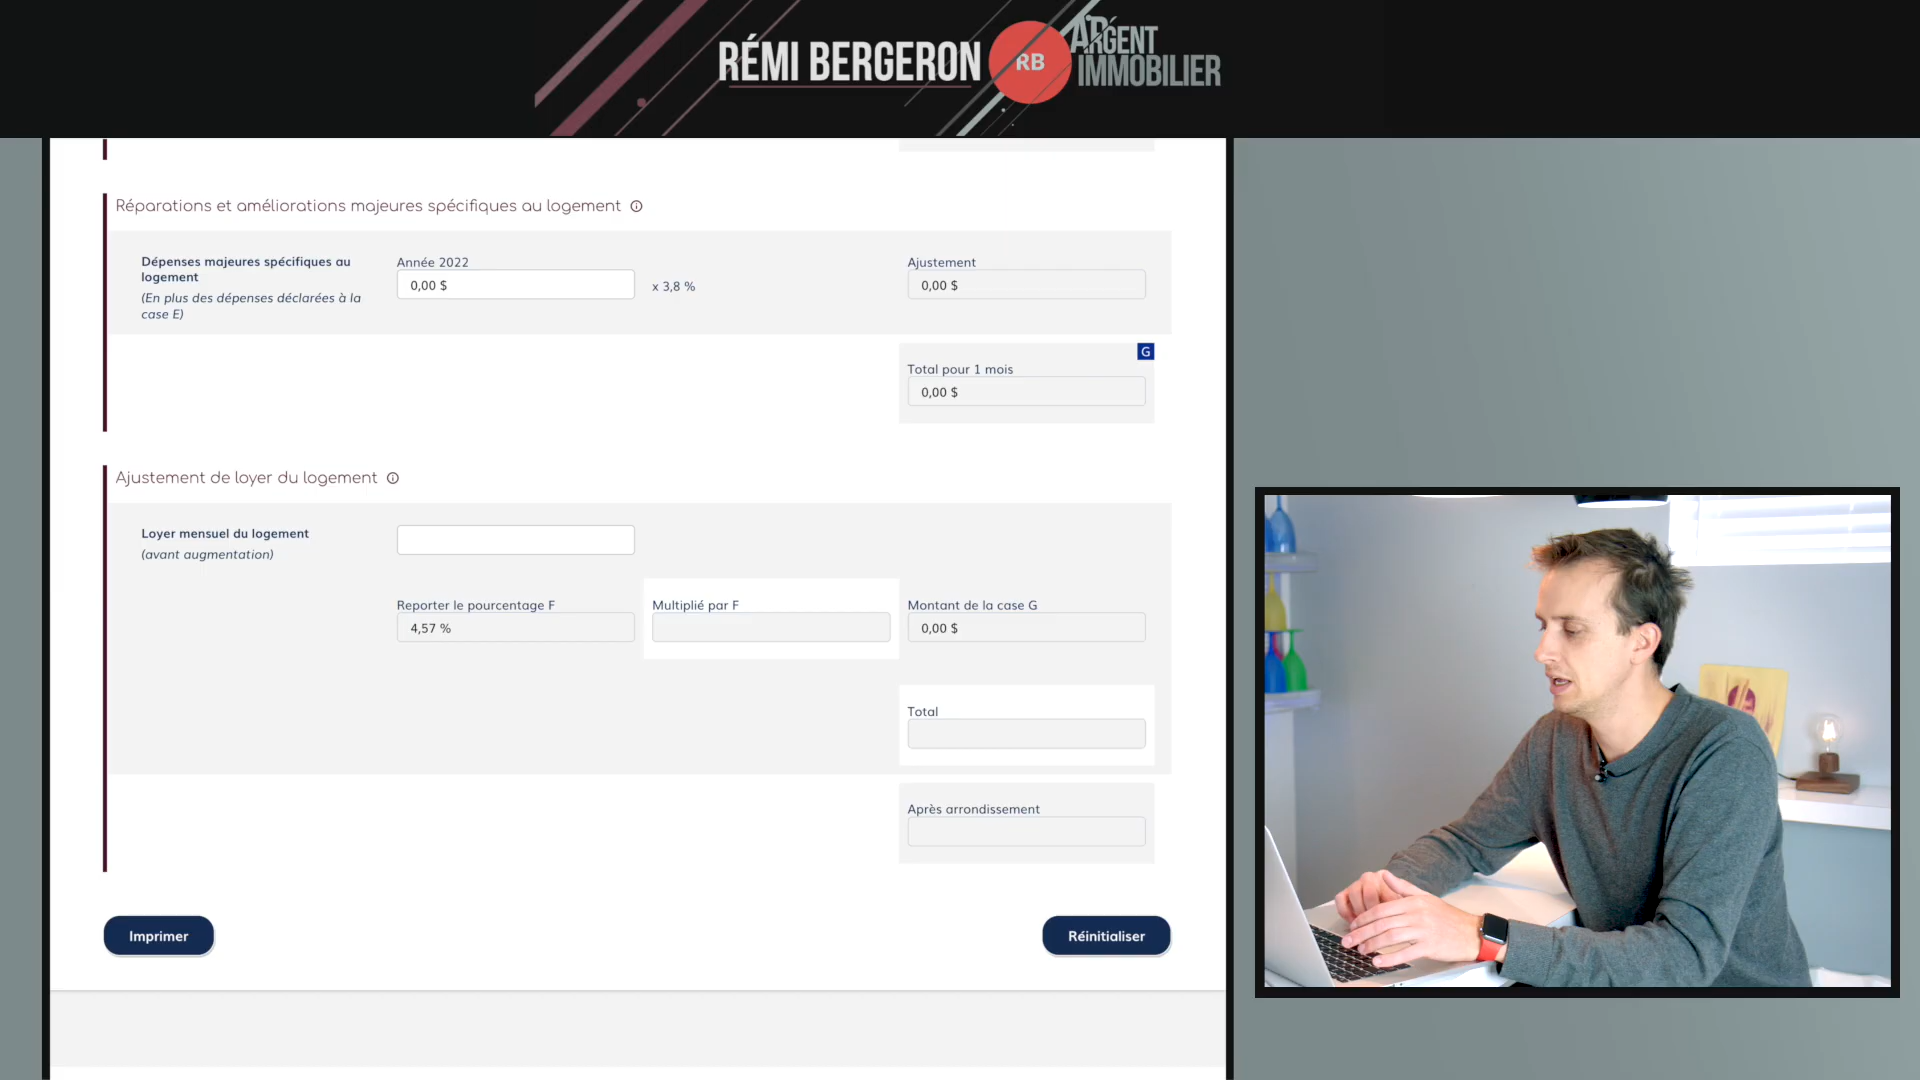 RÉMI BERGERON
RB
ARGENT
IMMOBILIER
Réparations et améliorations majeures spécifiques au logement
Dépenses majeures spécifiques au
logement
(En plus des dépenses déclarées à la
case E)
Année 2022
0,00 $
x 3,8 %
Ajustement
0,00 $
G
Total pour 1 mois
0,00 $
Ajustement de loyer du logement
Loyer mensuel du logement
(avant augmentation)
Reporter le pourcentage F
4,57 %
Multiplié par F
Montant de la case G
0,00 $
Total
Après arrondissement
Imprimer
Réinitialiser